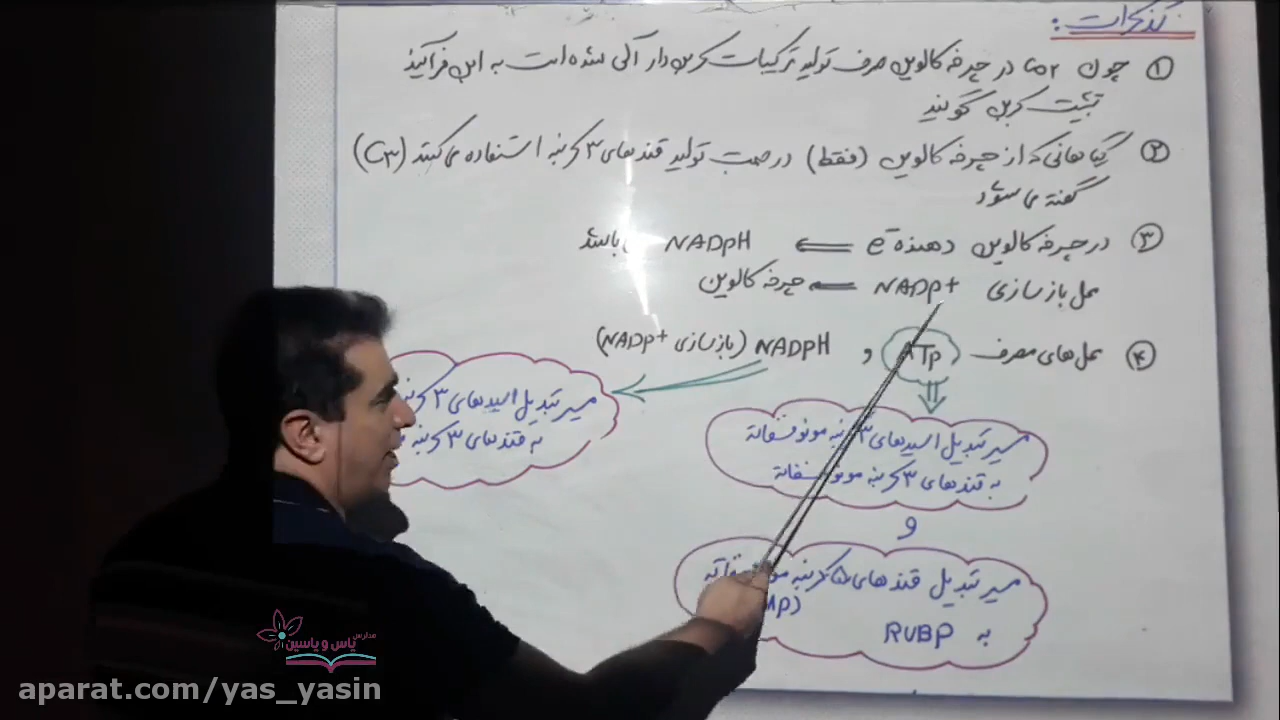 تذکرات :
① چون CO2 در چرخه کالوین صرف تولید ترکیبات کربن دار آلی شده است به این فرآیند
تثبیت کربن گویند
② گیاهانی که از چرخه کالوین (فقط) در جهت تولید قندهای ۳ کربنه استفاده می کنند (C۳)
گفته می شود
③ در چرخه کالوین دهنده e⁻ ⇐ NADPH باشد
عمل بازسازی NADP+ ⇐ چرخه کالوین
④ محل های مصرف ATP و NADPH (بازسازی NADP+)
مسیر تبدیل اسیدهای ۳ کربنه مونوفسفاته
به قندهای ۳ کربنه مونوفسفاته
و
مسیر تبدیل قندهای ۵ کربنه
به RUBP
مسیر تبدیل اسیدهای ۳ کربنه
به قندهای ۳ کربنه
مدارس
یاس و یاسین
aparat.com/yas_yasin